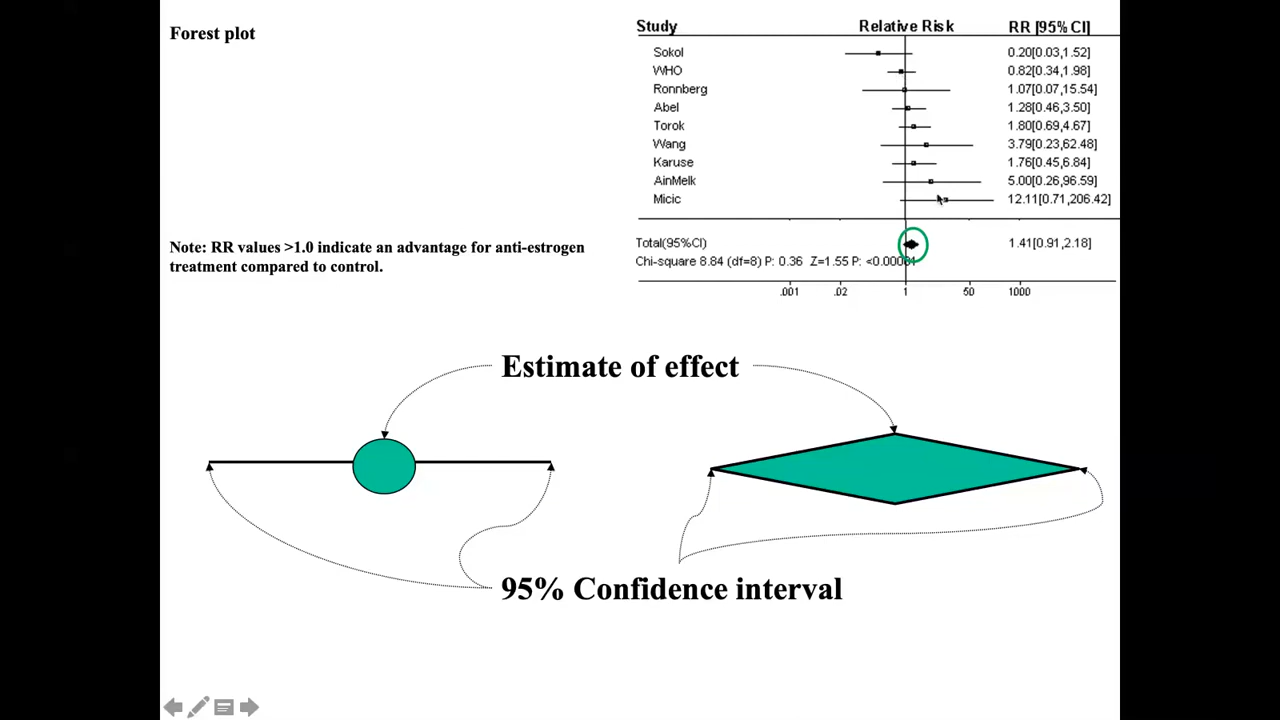 Forest plot
Study Relative Risk RR [95% CI]
Sokol 0.20[0.03,1.52]
WHO 0.82[0.34,1.98]
Ronnberg 1.07[0.07,15.54]
Abel 1.28[0.46,3.50]
Torok 1.80[0.69,4.67]
Wang 3.79[0.23,62.48]
Karuse 1.76[0.45,6.84]
AinMelk 5.00[0.26,96.59]
Micic 12.11[0.71,206.42]
Total(95%CI) 1.41[0.91,2.18]
Chi-square 8.84 (df=8) P: 0.36 Z=1.55 P:
.001 .02 1 50 1000
Note: RR values >1.0 indicate an advantage for anti-estrogen
treatment compared to control.
Estimate of effect
95% Confidence interval